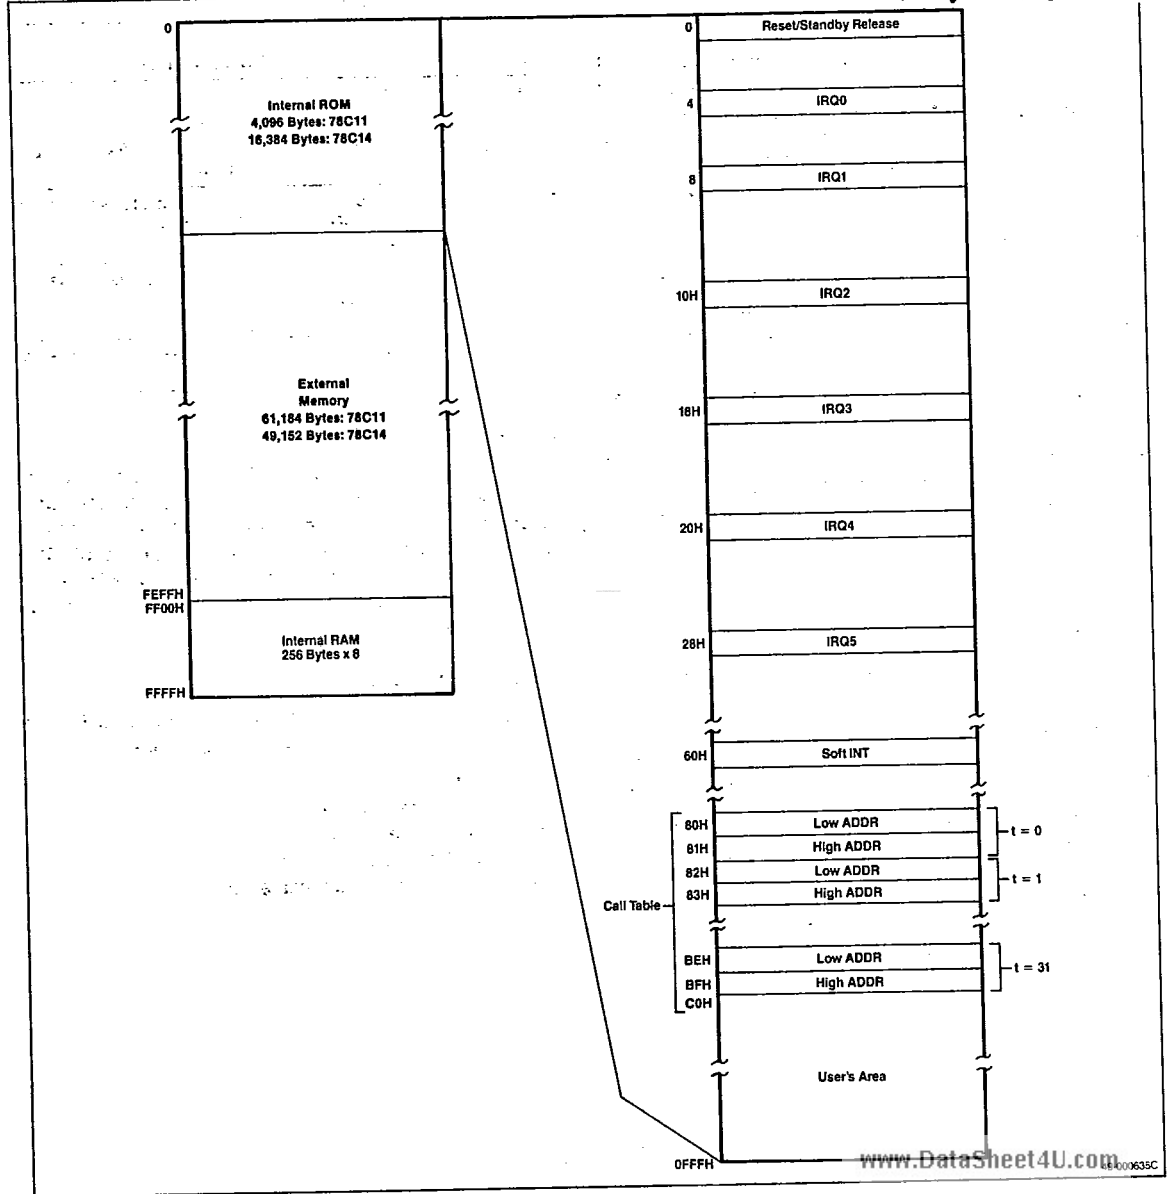 0
Internal ROM
4,096 Bytes: 78C11
16,384 Bytes: 78C14
External
Memory
61,184 Bytes: 78C11
49,152 Bytes: 78C14
FEFFH
FF00H
Internal RAM
256 Bytes x 8
FFFFH
0
Reset/Standby Release
4
IRQ0
8
IRQ1
10H
IRQ2
18H
IRQ3
20H
IRQ4
28H
IRQ5
60H
Soft INT
Call Table
80H
Low ADDR
t = 0
81H
High ADDR
82H
Low ADDR
t = 1
83H
High ADDR
BEH
Low ADDR
t = 31
BFH
High ADDR
C0H
User's Area
0FFFH
www.DataSheet4U.com